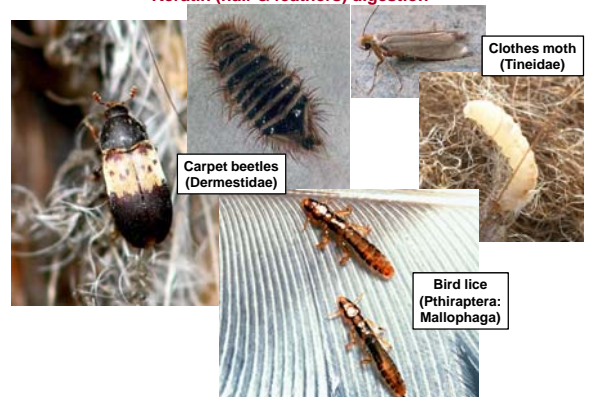 Keratin (hair & feathers) digestion
Clothes moth
(Tineidae)
Carpet beetles
(Dermestidae)
Bird lice
(Pthiraptera:
Mallophaga)